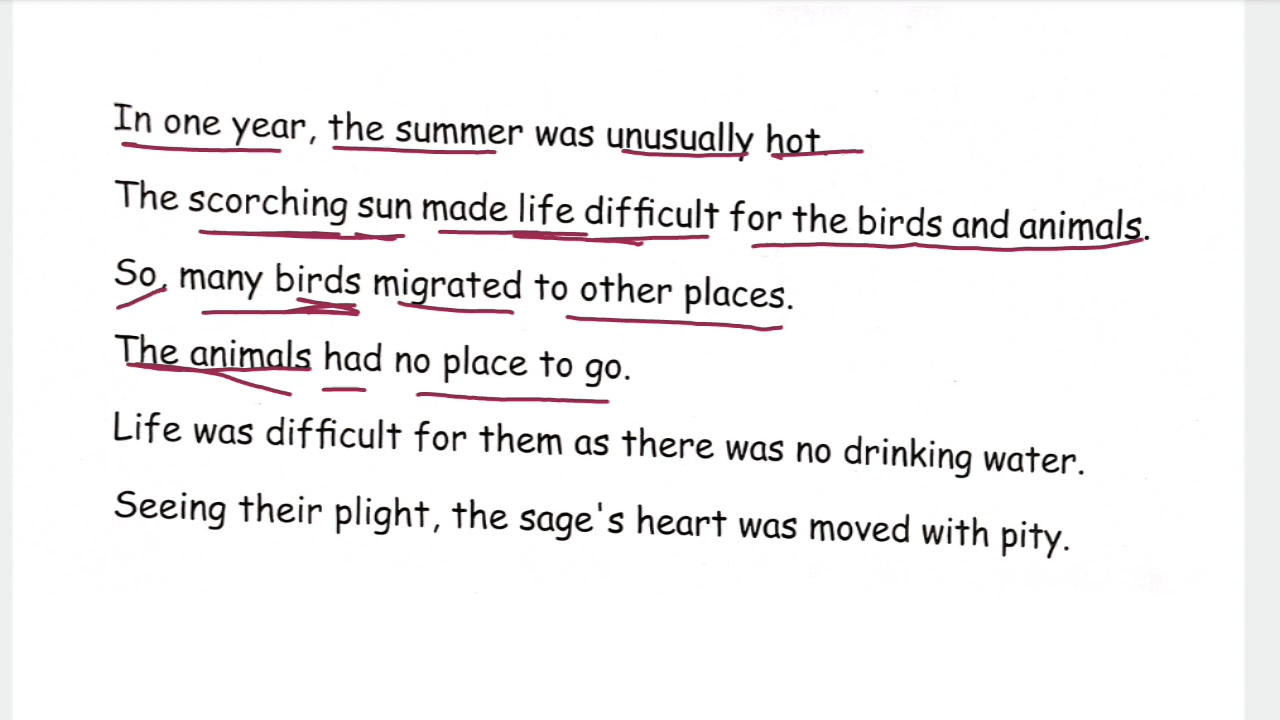 In one year, the summer was unusually hot
The scorching sun made life difficult for the birds and animals.
So, many birds migrated to other places.
The animals had no place to go.
Life was difficult for them as there was no drinking water.
Seeing their plight, the sage's heart was moved with pity.